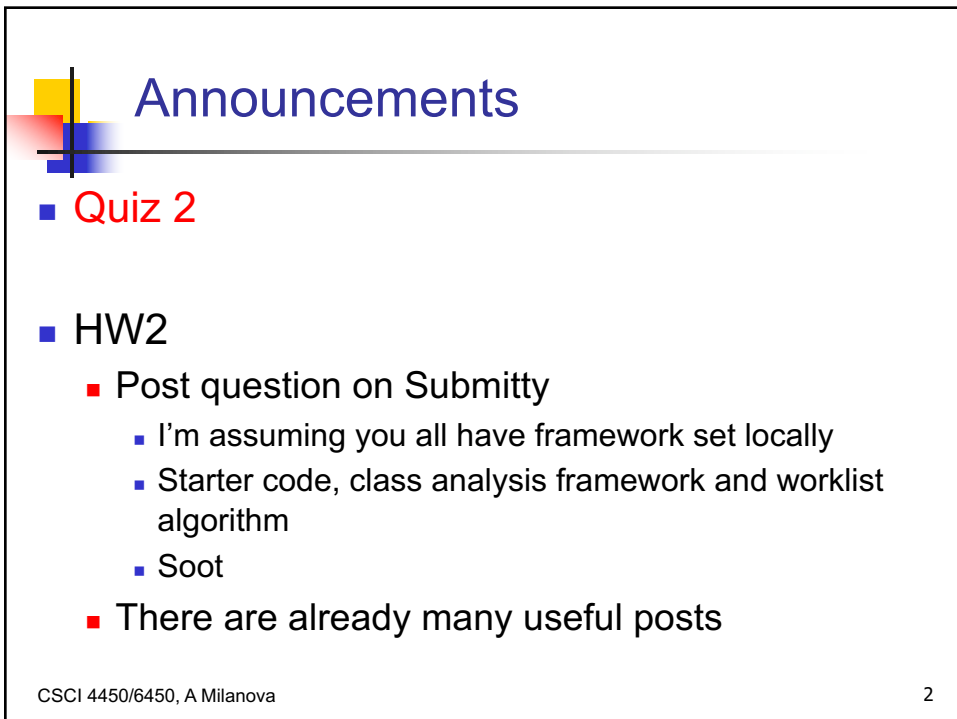 Announcements
Quiz 2
HW2
Post question on Submitty
I'm assuming you all have framework set locally
Starter code, class analysis framework and worklist
algorithm
Soot
There are already many useful posts
CSCI 4450/6450, A Milanova
2